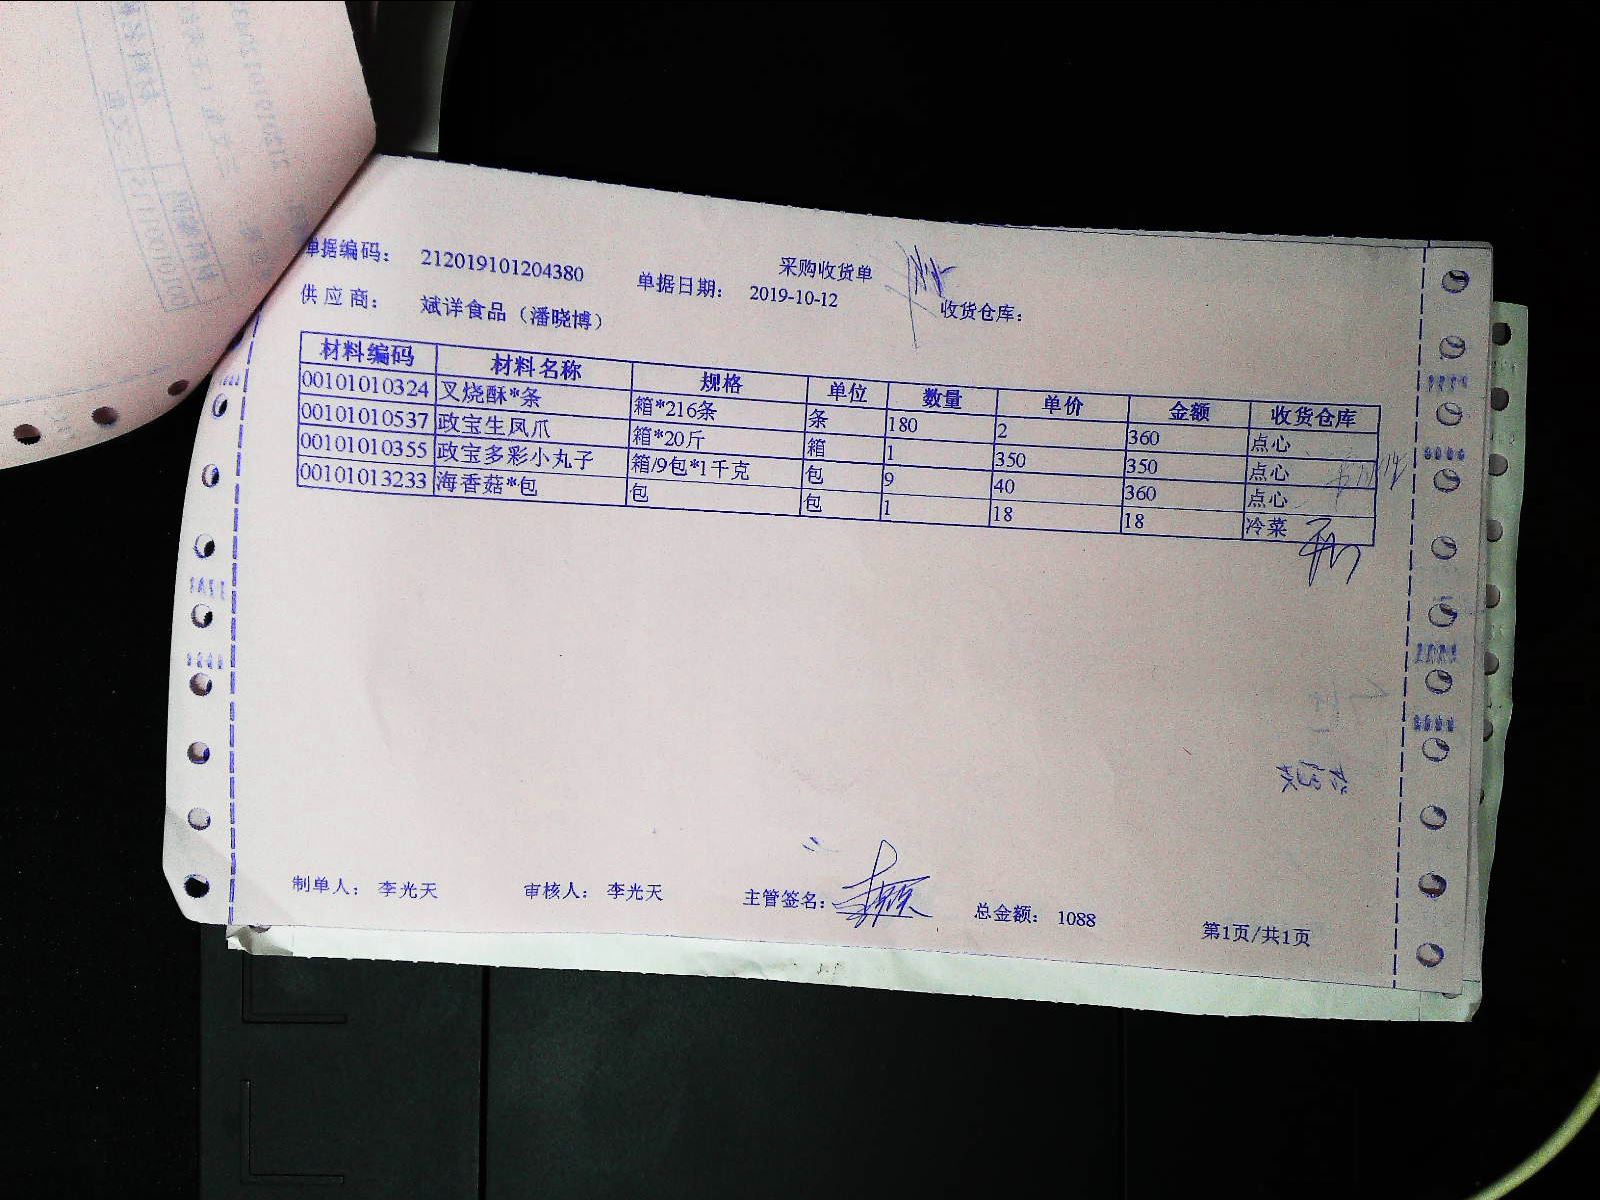 采购收货单
单据编码： 212019101204380 单据日期： 2019-10-12 收货仓库：
供应商： 斌详食品（潘晓博）
材料编码 材料名称 规格 单位 数量 单价 金额 收货仓库
00101010324 叉烧酥*条 箱*216条 条 180 2 360 点心
00101010537 政宝生凤爪 箱*20斤 箱 1 350 350 点心
00101010355 政宝多彩小丸子 箱/9包*1千克 包 9 40 360 点心
00101013233 海香菇*包 包 包 1 18 18 冷菜
制单人： 李光天 审核人： 李光天 主管签名： 总金额： 1088 第1页/共1页